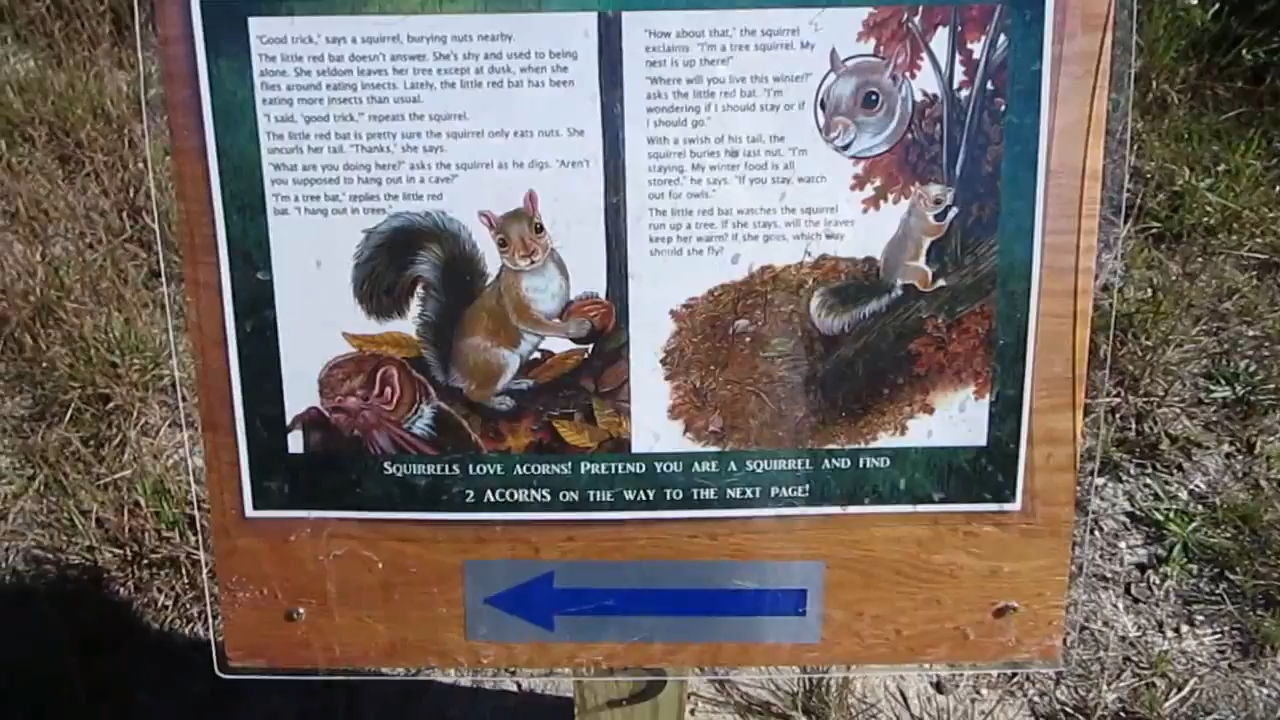 "Good trick," says a squirrel, burying nuts nearby.
The little red bat doesn't answer. She's shy and used to being
alone. She seldom leaves her tree except at dusk, when she
flies around eating insects. Lately, the little red bat has been
eating more insects than usual.
"I said, 'good trick,'" repeats the squirrel.
The little red bat is pretty sure the squirrel only eats nuts. She
uncurls her tail. "Thanks," she says.
"What are you doing here?" asks the squirrel as he digs. "Aren't
you supposed to hang out in a cave?"
"I'm a tree bat," replies the little red
bat. "I hang out in trees."
"How about that," the squirrel
exclaims. "I'm a tree squirrel. My
nest is up there!"
"Where will you live this winter?"
asks the little red bat. "I'm
wondering if I should stay or if
I should go."
With a swish of his tail, the
squirrel buries his last nut. "I'm
staying. My winter food is all
stored," he says. "If you stay, watch
out for owls."
The little red bat watches the squirrel
run up a tree. If she stays, will the leaves
keep her warm? If she goes, which way
should she fly?
SQUIRRELS LOVE ACORNS! PRETEND YOU ARE A SQUIRREL AND FIND
2 ACORNS ON THE WAY TO THE NEXT PAGE!